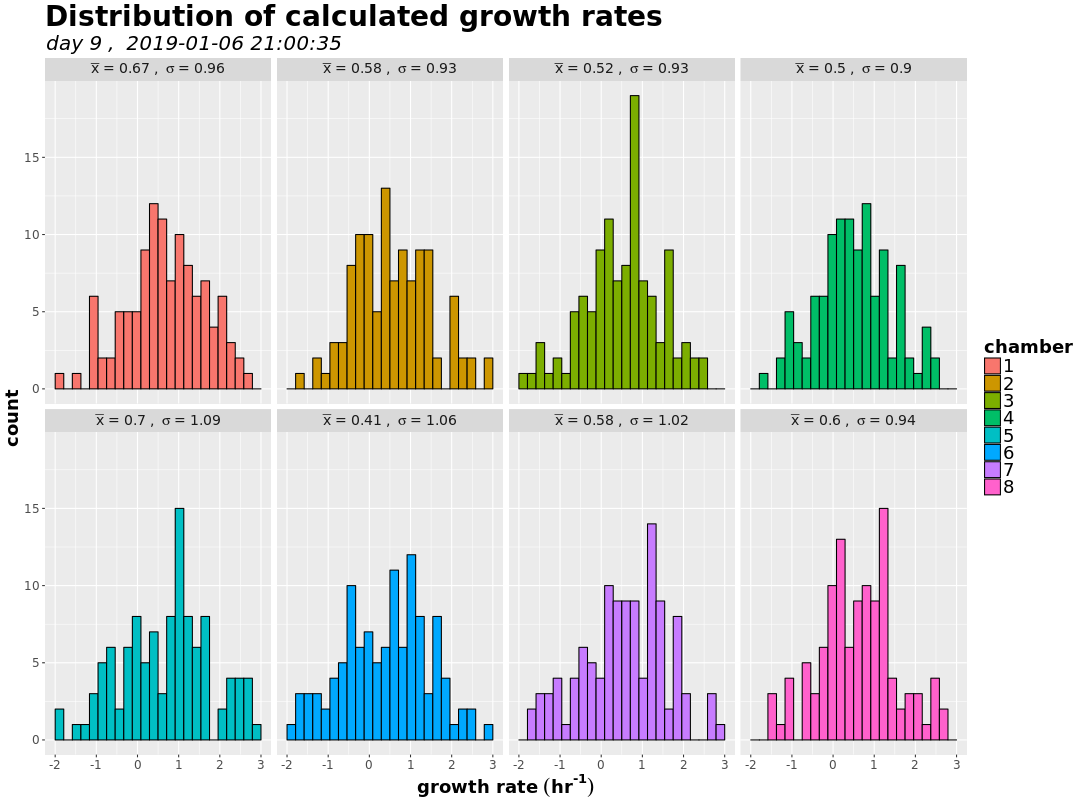 Distribution of calculated growth rates
day 9 ,  2019-01-06 21:00:35
x̅ = 0.67 ,  σ = 0.96
x̅ = 0.58 ,  σ = 0.93
x̅ = 0.52 ,  σ = 0.93
x̅ = 0.5 ,  σ = 0.9
15
10
5
0
x̅ = 0.7 ,  σ = 1.09
x̅ = 0.41 ,  σ = 1.06
x̅ = 0.58 ,  σ = 1.02
x̅ = 0.6 ,  σ = 0.94
15
10
5
0
-2 -1 0 1 2 3
-2 -1 0 1 2 3
-2 -1 0 1 2 3
-2 -1 0 1 2 3
count
growth rate (hr⁻¹)
chamber
1
2
3
4
5
6
7
8